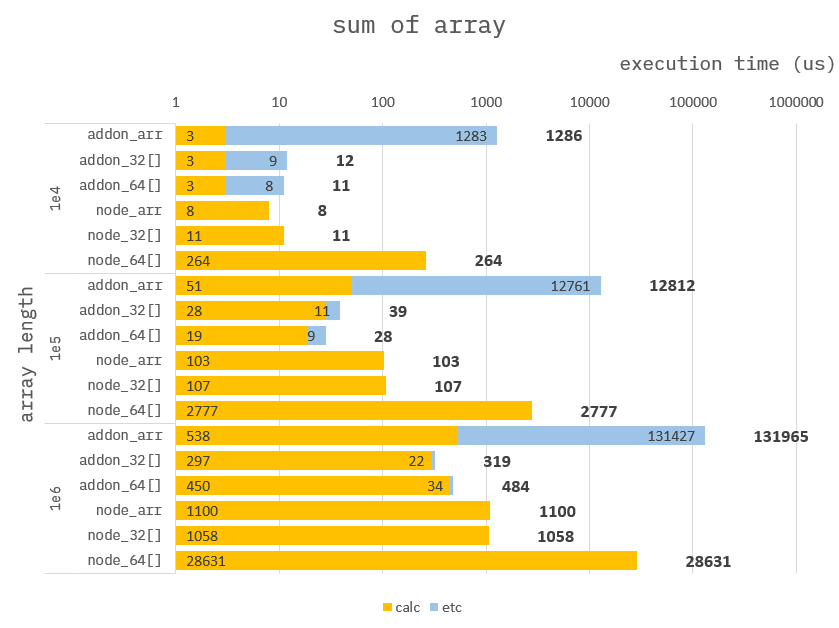 sum of array
execution time (us)
1 10 100 1000 10000 100000 1000000
array length
1e4
addon_arr 3 1283 1286
addon_32[] 3 9 12
addon_64[] 3 8 11
node_arr 8 8
node_32[] 11 11
node_64[] 264 264
1e5
addon_arr 51 12761 12812
addon_32[] 28 11 39
addon_64[] 19 9 28
node_arr 103 103
node_32[] 107 107
node_64[] 2777 2777
1e6
addon_arr 538 131427 131965
addon_32[] 297 22 319
addon_64[] 450 34 484
node_arr 1100 1100
node_32[] 1058 1058
node_64[] 28631 28631
calc etc